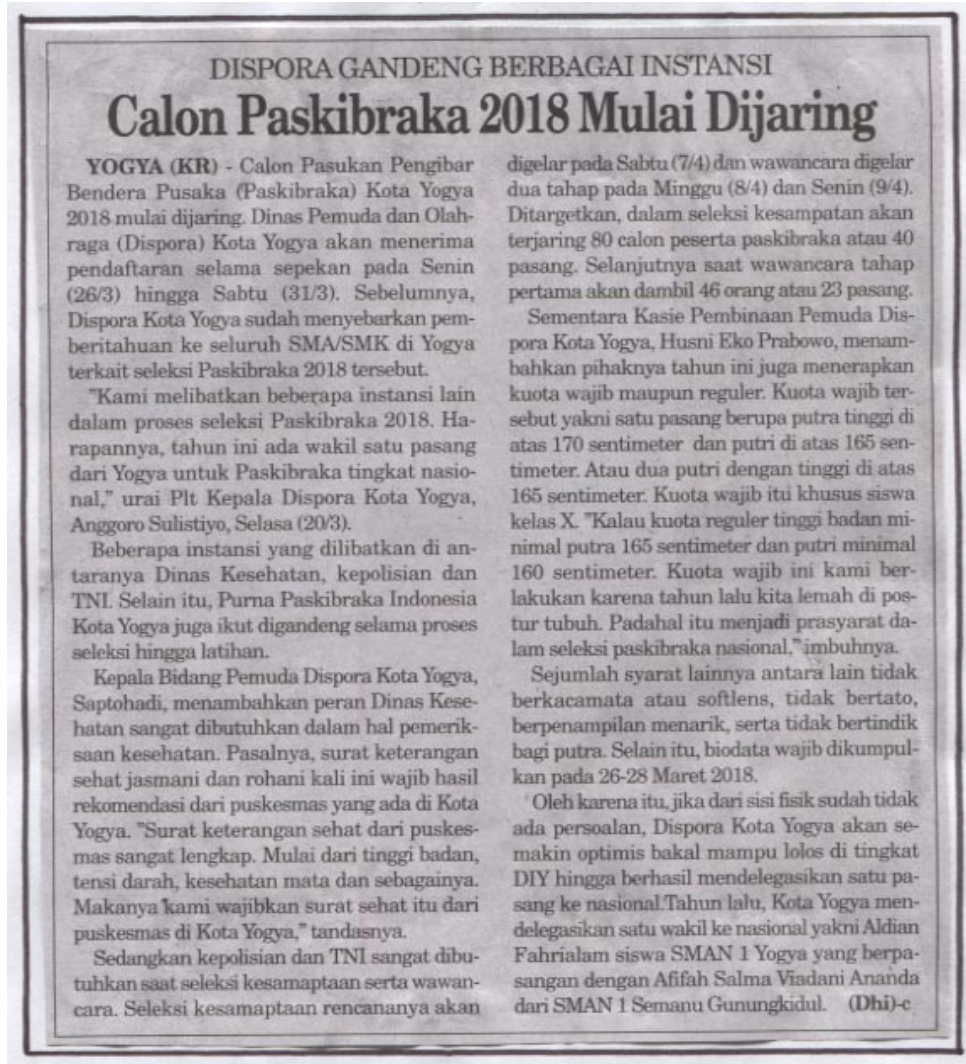 DISPORA GANDENG BERBAGAI INSTANSI
Calon Paskibraka 2018 Mulai Dijaring
YOGYA (KR) - Calon Pasukan Pengibar
Bendera Pusaka (Paskibraka) Kota Yogya
2018 mulai dijaring. Dinas Pemuda dan Olah-
raga (Dispora) Kota Yogya akan menerima
pendaftaran selama sepekan pada Senin
(26/3) hingga Sabtu (31/3). Sebelumnya,
Dispora Kota Yogya sudah menyebarkan pem-
beritahuan ke seluruh SMA/SMK di Yogya
terkait seleksi Paskibraka 2018 tersebut.
"Kami melibatkan beberapa instansi lain
dalam proses seleksi Paskibraka 2018. Ha-
rapannya, tahun ini ada wakil satu pasang
dari Yogya untuk Paskibraka tingkat nasio-
nal," urai Plt Kepala Dispora Kota Yogya,
Anggoro Sulistiyo, Selasa (20/3).
Beberapa instansi yang dilibatkan di an-
taranya Dinas Kesehatan, kepolisian dan
TNI. Selain itu, Purna Paskibraka Indonesia
Kota Yogya juga ikut digandeng selama proses
seleksi hingga latihan.
Kepala Bidang Pemuda Dispora Kota Yogya,
Saptohadi, menambahkan peran Dinas Kese-
hatan sangat dibutuhkan dalam hal pemerik-
saan kesehatan. Pasalnya, surat keterangan
sehat jasmani dan rohani kali ini wajib hasil
rekomendasi dari puskesmas yang ada di Kota
Yogya. "Surat keterangan sehat dari puskes-
mas sangat lengkap. Mulai dari tinggi badan,
tensi darah, kesehatan mata dan sebagainya.
Makanya kami wajibkan surat sehat itu dari
puskesmas di Kota Yogya," tandasnya.
Sedangkan kepolisian dan TNI sangat dibu-
tuhkan saat seleksi kesamaptaan serta wawan-
cara. Seleksi kesamaptaan rencananya akan
digelar pada Sabtu (7/4) dan wawancara digelar
dua tahap pada Minggu (8/4) dan Senin (9/4).
Ditargetkan, dalam seleksi kesampatan akan
terjaring 80 calon peserta paskibraka atau 40
pasang. Selanjutnya saat wawancara tahap
pertama akan dambil 46 orang atau 23 pasang.
Sementara Kasie Pembinaan Pemuda Dis-
pora Kota Yogya, Husni Eko Prabowo, menam-
bahkan pihaknya tahun ini juga menerapkan
kuota wajib maupun reguler. Kuota wajib ter-
sebut yakni satu pasang berupa putra tinggi di
atas 170 sentimeter dan putri di atas 165 sen-
timeter. Atau dua putri dengan tinggi di atas
165 sentimeter. Kuota wajib itu khusus siswa
kelas X. "Kalau kuota reguler tinggi badan mi-
nimal putra 165 sentimeter dan putri minimal
160 sentimeter. Kuota wajib ini kami ber-
lakukan karena tahun lalu kita lemah di pos-
tur tubuh. Padahal itu menjadi prasyarat da-
lam seleksi paskibraka nasional," imbuhnya.
Sejumlah syarat lainnya antara lain tidak
berkacamata atau softlens, tidak bertato,
berpenampilan menarik, serta tidak bertindik
bagi putra. Selain itu, biodata wajib dikumpul-
kan pada 26-28 Maret 2018.
Oleh karena itu, jika dari sisi fisik sudah tidak
ada persoalan, Dispora Kota Yogya akan se-
makin optimis bakal mampu lolos di tingkat
DIY hingga berhasil mendelegasikan satu pa-
sang ke nasional.Tahun lalu, Kota Yogya men-
delegasikan satu wakil ke nasional yakni Aldian
Fahrialam siswa SMAN 1 Yogya yang berpa-
sangan dengan Afifah Salma Viadani Ananda
dari SMAN 1 Semanu Gunungkidul. (Dhi)-c